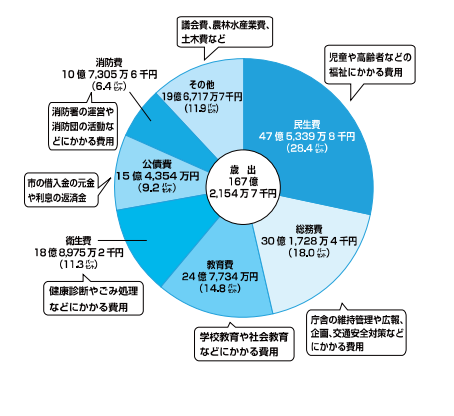 議会費、農林水産業費、
土木費など
児童や高齢者などの
福祉にかかる費用
消防費
10億7,305万6千円
(6.4パーセント)
その他
19億6,717万7千円
(11.9パーセント)
民生費
47億5,339万8千円
(28.4パーセント)
消防署の運営や
消防団の活動な
どにかかる費用
公債費
15億4,354万円
(9.2パーセント)
歳出
167億
2,154万7千円
市の借入金の元金
や利息の返済金
総務費
30億1,728万4千円
(18.0パーセント)
衛生費
18億8,975万2千円
(11.3パーセント)
教育費
24億7,734万円
(14.8パーセント)
健康診断やごみ処理
などにかかる費用
庁舎の維持管理や広報、
企画、交通安全対策など
にかかる費用
学校教育や社会教育
などにかかる費用